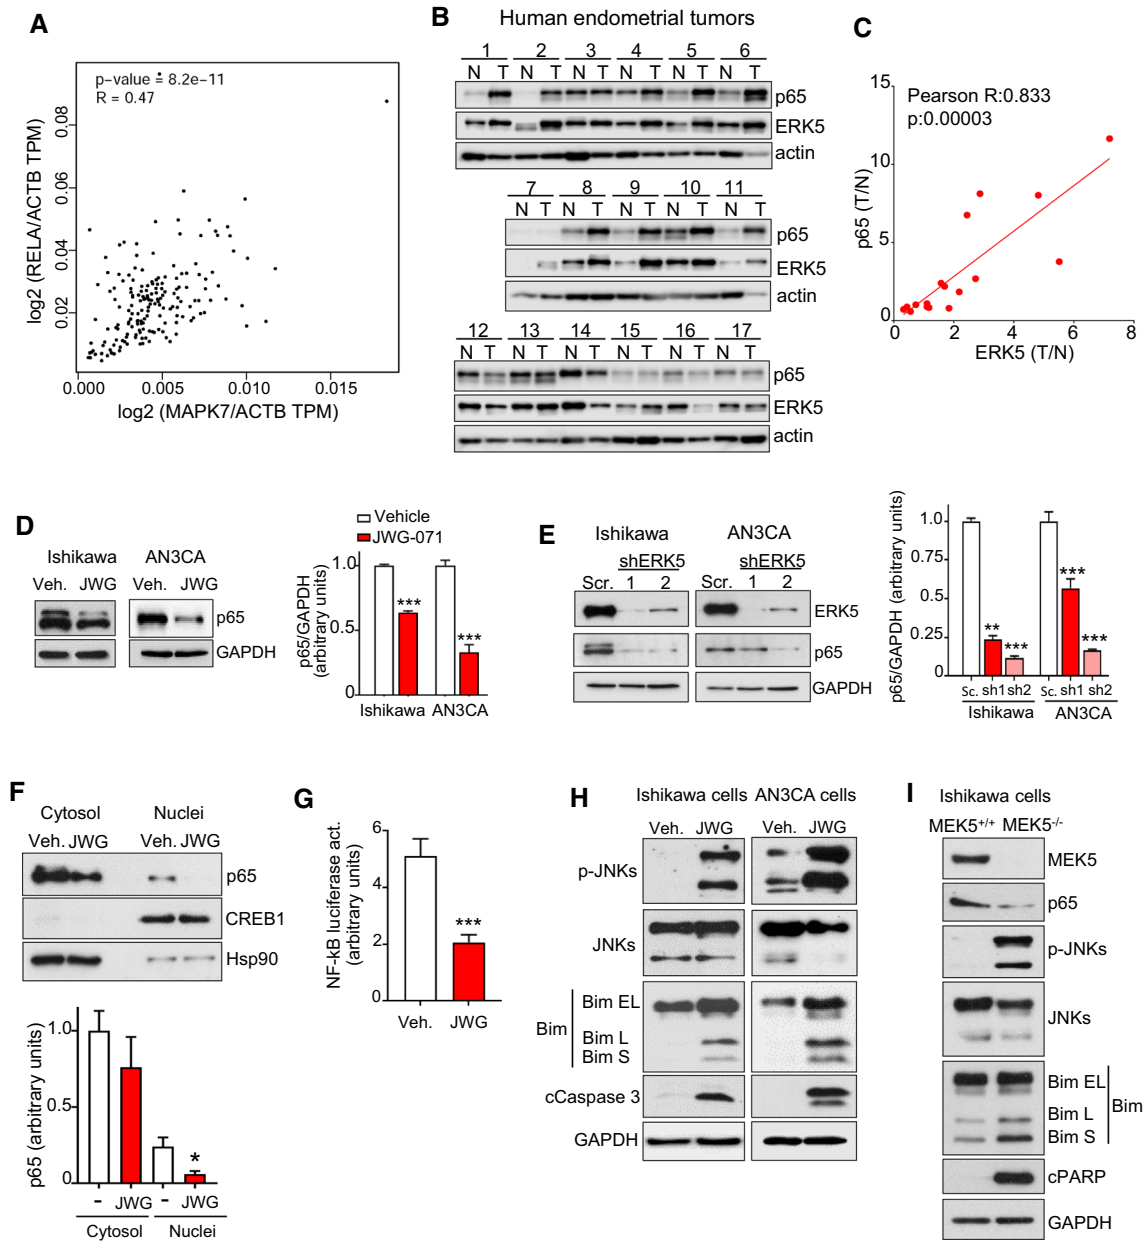 A
p-value = 8.2e-11
R = 0.47
log2 (RELA/ACTB TPM)
0.08
0.06
0.04
0.02
0.000 0.005 0.010 0.015
log2 (MAPK7/ACTB TPM)
B
Human endometrial tumors
1 2 3 4 5 6
N T N T N T N T N T N T
p65
ERK5
actin
7 8 9 10 11
N T N T N T N T N T
p65
ERK5
actin
12 13 14 15 16 17
N T N T N T N T N T N T
p65
ERK5
actin
C
Pearson R:0.833
p:0.00003
p65 (T/N)
15
10
5
0
0 2 4 6 8
ERK5 (T/N)
D
Ishikawa AN3CA
Veh. JWG Veh. JWG
p65
GAPDH
Vehicle
JWG-071
p65/GAPDH
(arbitrary units)
1.0
0.5
0
***
***
Ishikawa AN3CA
E
Ishikawa AN3CA
shERK5 shERK5
Scr. 1 2 Scr. 1 2
ERK5
p65
GAPDH
p65/GAPDH (arbitrary units)
1.0
0.75
0.5
0.25
0
**
***
***
***
Sc. sh1 sh2 Sc. sh1 sh2
Ishikawa AN3CA
F
Cytosol Nuclei
Veh. JWG Veh. JWG
p65
CREB1
Hsp90
p65 (arbitrary units)
1.0
0.5
0
*
- JWG - JWG
Cytosol Nuclei
G
NF-kB luciferase act.
(arbitrary units)
6
4
2
0
***
Veh. JWG
H
Ishikawa cells AN3CA cells
Veh. JWG Veh. JWG
p-JNKs
JNKs
Bim EL
Bim
Bim L
Bim S
cCaspase 3
GAPDH
I
Ishikawa cells
MEK5+/+ MEK5-/-
MEK5
p65
p-JNKs
JNKs
Bim EL
Bim
Bim L
Bim S
cPARP
GAPDH